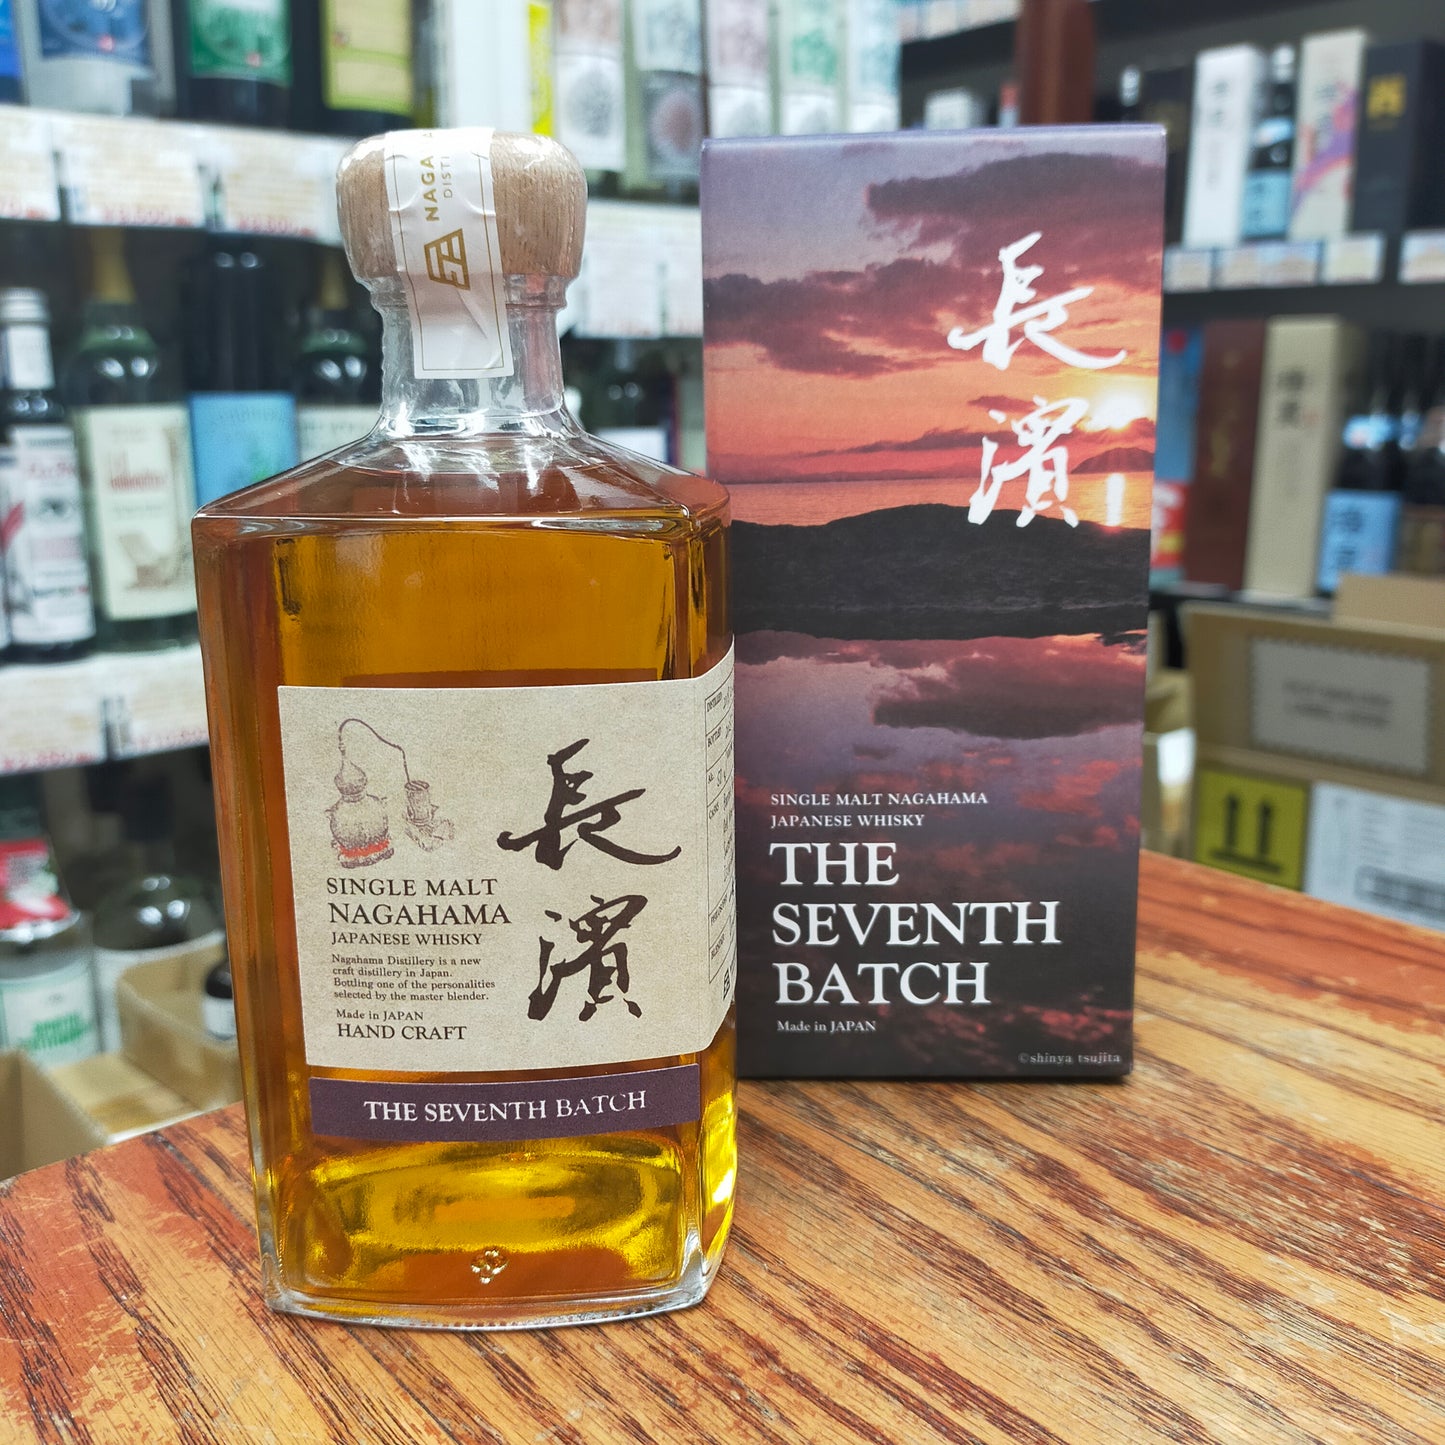 NAGA
DISTI
長濱
SINGLE MALT
NAGAHAMA
JAPANESE WHISKY
Nagahama Distillery is a new
craft distillery in Japan.
Bottling one of the personalities
selected by the master blender.
Made in JAPAN
HAND CRAFT
THE SEVENTH BATCH
長濱
SINGLE MALT NAGAHAMA
JAPANESE WHISKY
THE
SEVENTH
BATCH
Made in JAPAN
©shinya tsujita